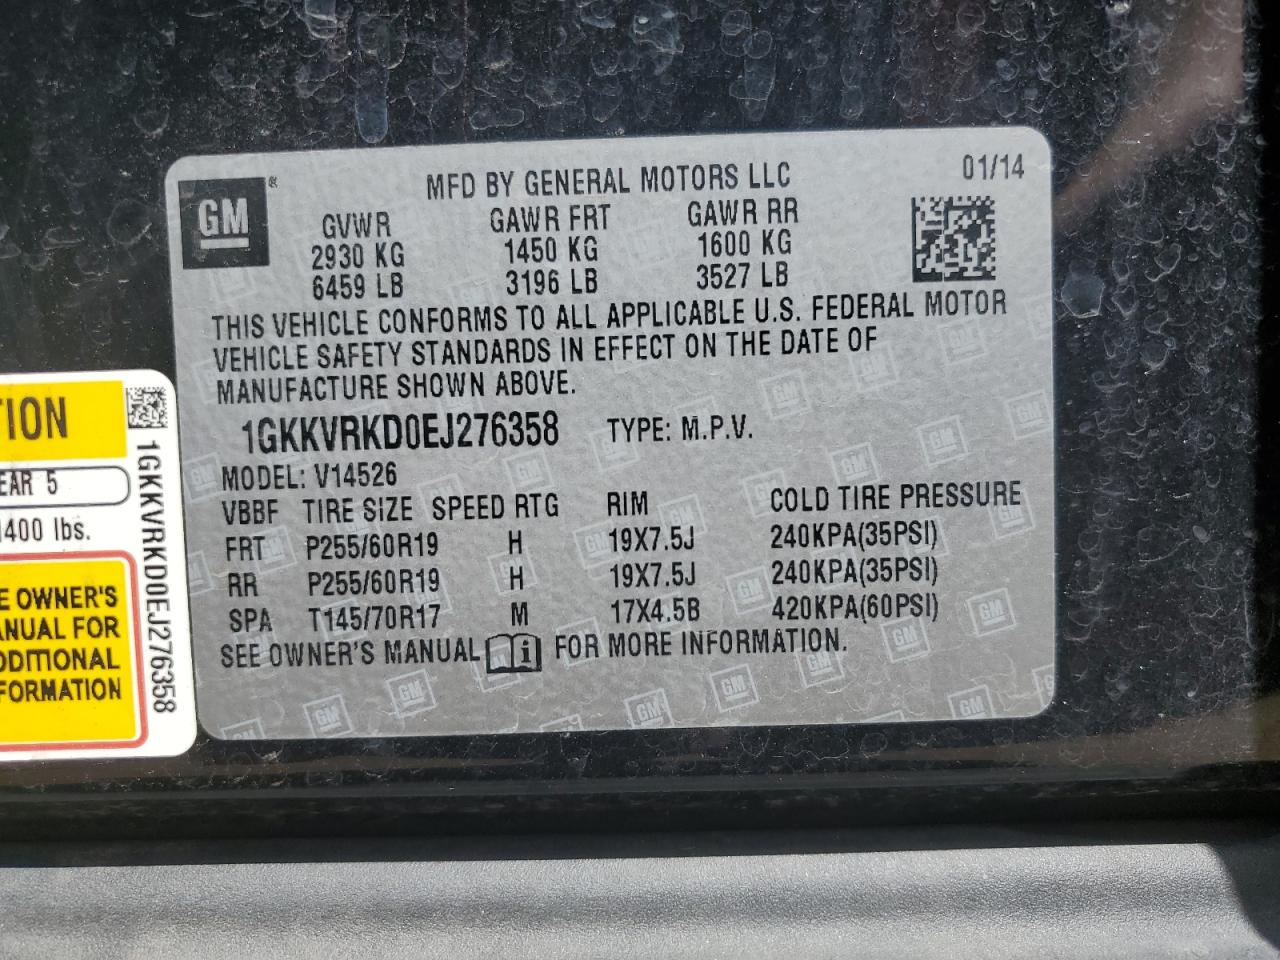 GM
®
MFD BY GENERAL MOTORS LLC
01/14
GVWR GAWR FRT GAWR RR
2930 KG 1450 KG 1600 KG
6459 LB 3196 LB 3527 LB
THIS VEHICLE CONFORMS TO ALL APPLICABLE U.S. FEDERAL MOTOR
VEHICLE SAFETY STANDARDS IN EFFECT ON THE DATE OF
MANUFACTURE SHOWN ABOVE.
1GKKVRKD0EJ276358 TYPE: M.P.V.
MODEL: V14526
VBBF TIRE SIZE SPEED RTG RIM COLD TIRE PRESSURE
FRT P255/60R19 H 19X7.5J 240KPA(35PSI)
RR P255/60R19 H 19X7.5J 240KPA(35PSI)
SPA T145/70R17 M 17X4.5B 420KPA(60PSI)
SEE OWNER'S MANUAL i FOR MORE INFORMATION.
TION
EAR 5
1400 lbs.
E OWNER'S
ANUAL FOR
DDITIONAL
FORMATION
1GKKVRKD0EJ276358